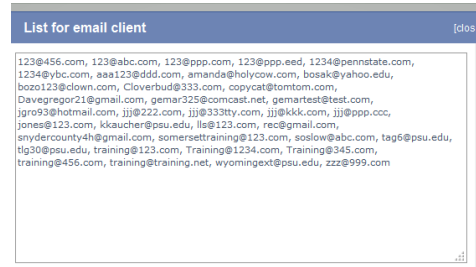 List for email client [clos
123@456.com, 123@abc.com, 123@ppp.com, 123@ppp.eed, 1234@pennstate.com,
1234@ybc.com, aaa123@ddd.com, amanda@holycow.com, bosak@yahoo.edu,
bozo123@clown.com, Cloverbud@333.com, copycat@tomtom.com,
Davegregor21@gmail.com, gemar325@comcast.net, gemartest@test.com,
jgro93@hotmail.com, jjj@222.com, jjj@333tty.com, jjj@kkk.com, jjj@ppp.ccc,
jones@123.com, kkaucher@psu.edu, lls@123.com, rec@gmail.com,
snydercounty4h@gmail.com, somersettraining@123.com, soslow@abc.com, tag6@psu.edu,
tlg30@psu.edu, training@123.com, Training@1234.com, Training@345.com,
training@456.com, training@training.net, wyomingext@psu.edu, zzz@999.com